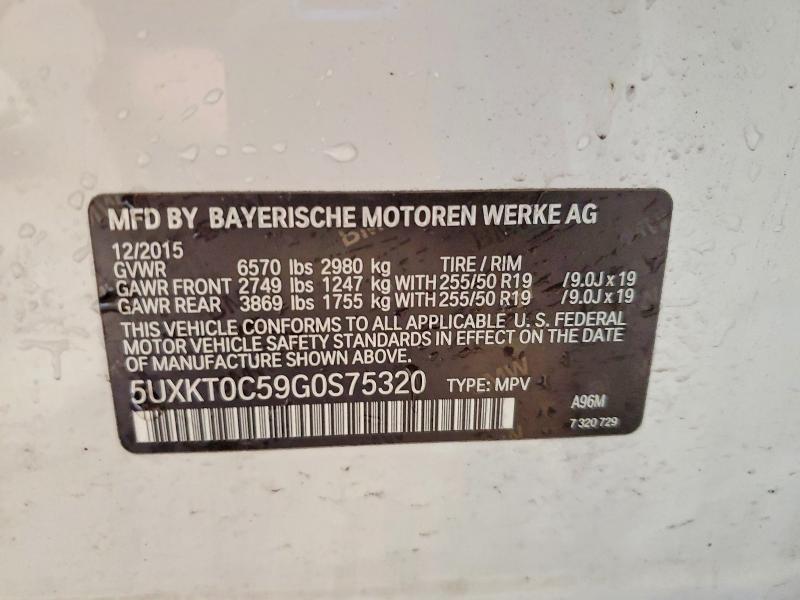 MFD BY BAYERISCHE MOTOREN WERKE AG
12/2015
GVWR 6570 lbs 2980 kg TIRE / RIM
GAWR FRONT 2749 lbs 1247 kg WITH 255/50 R19 /9.0J x 19
GAWR REAR 3869 lbs 1755 kg WITH 255/50 R19 /9.0J x 19
THIS VEHICLE CONFORMS TO ALL APPLICABLE U. S. FEDERAL
MOTOR VEHICLE SAFETY STANDARDS IN EFFECT ON THE DATE
OF MANUFACTURE SHOWN ABOVE.
5UXKT0C59G0S75320 TYPE: MPV
A96M
7 320 729